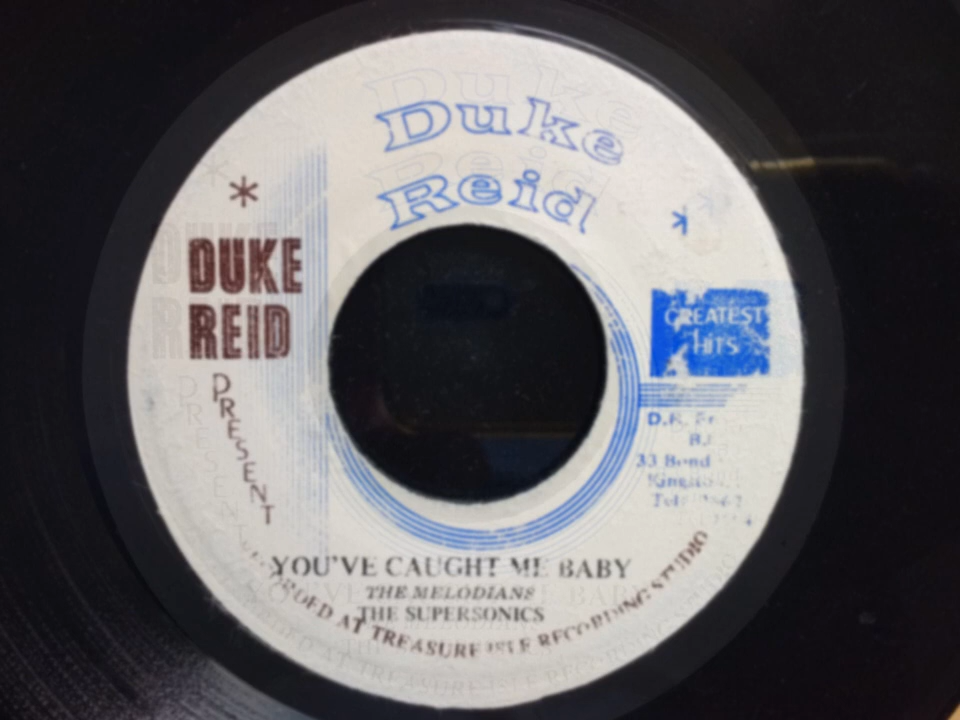 Duke
Reid
*
*
DUKE
REID
PRESENT
GREATEST
HITS
33 Bond
YOU'VE CAUGHT ME BABY
THE MELODIANS
THE SUPERSONICS
RECORDED AT TREASURE ISLE RECORDING STUDIO